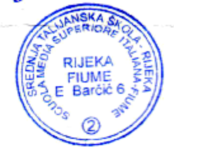 SREDNJA TALIJANSKA ŠKOLA - RIJEKA
SCUOLA MEDIA SUPERIORE ITALIANA-FIUME
RIJEKA
FIUME
E Barčić 6
2